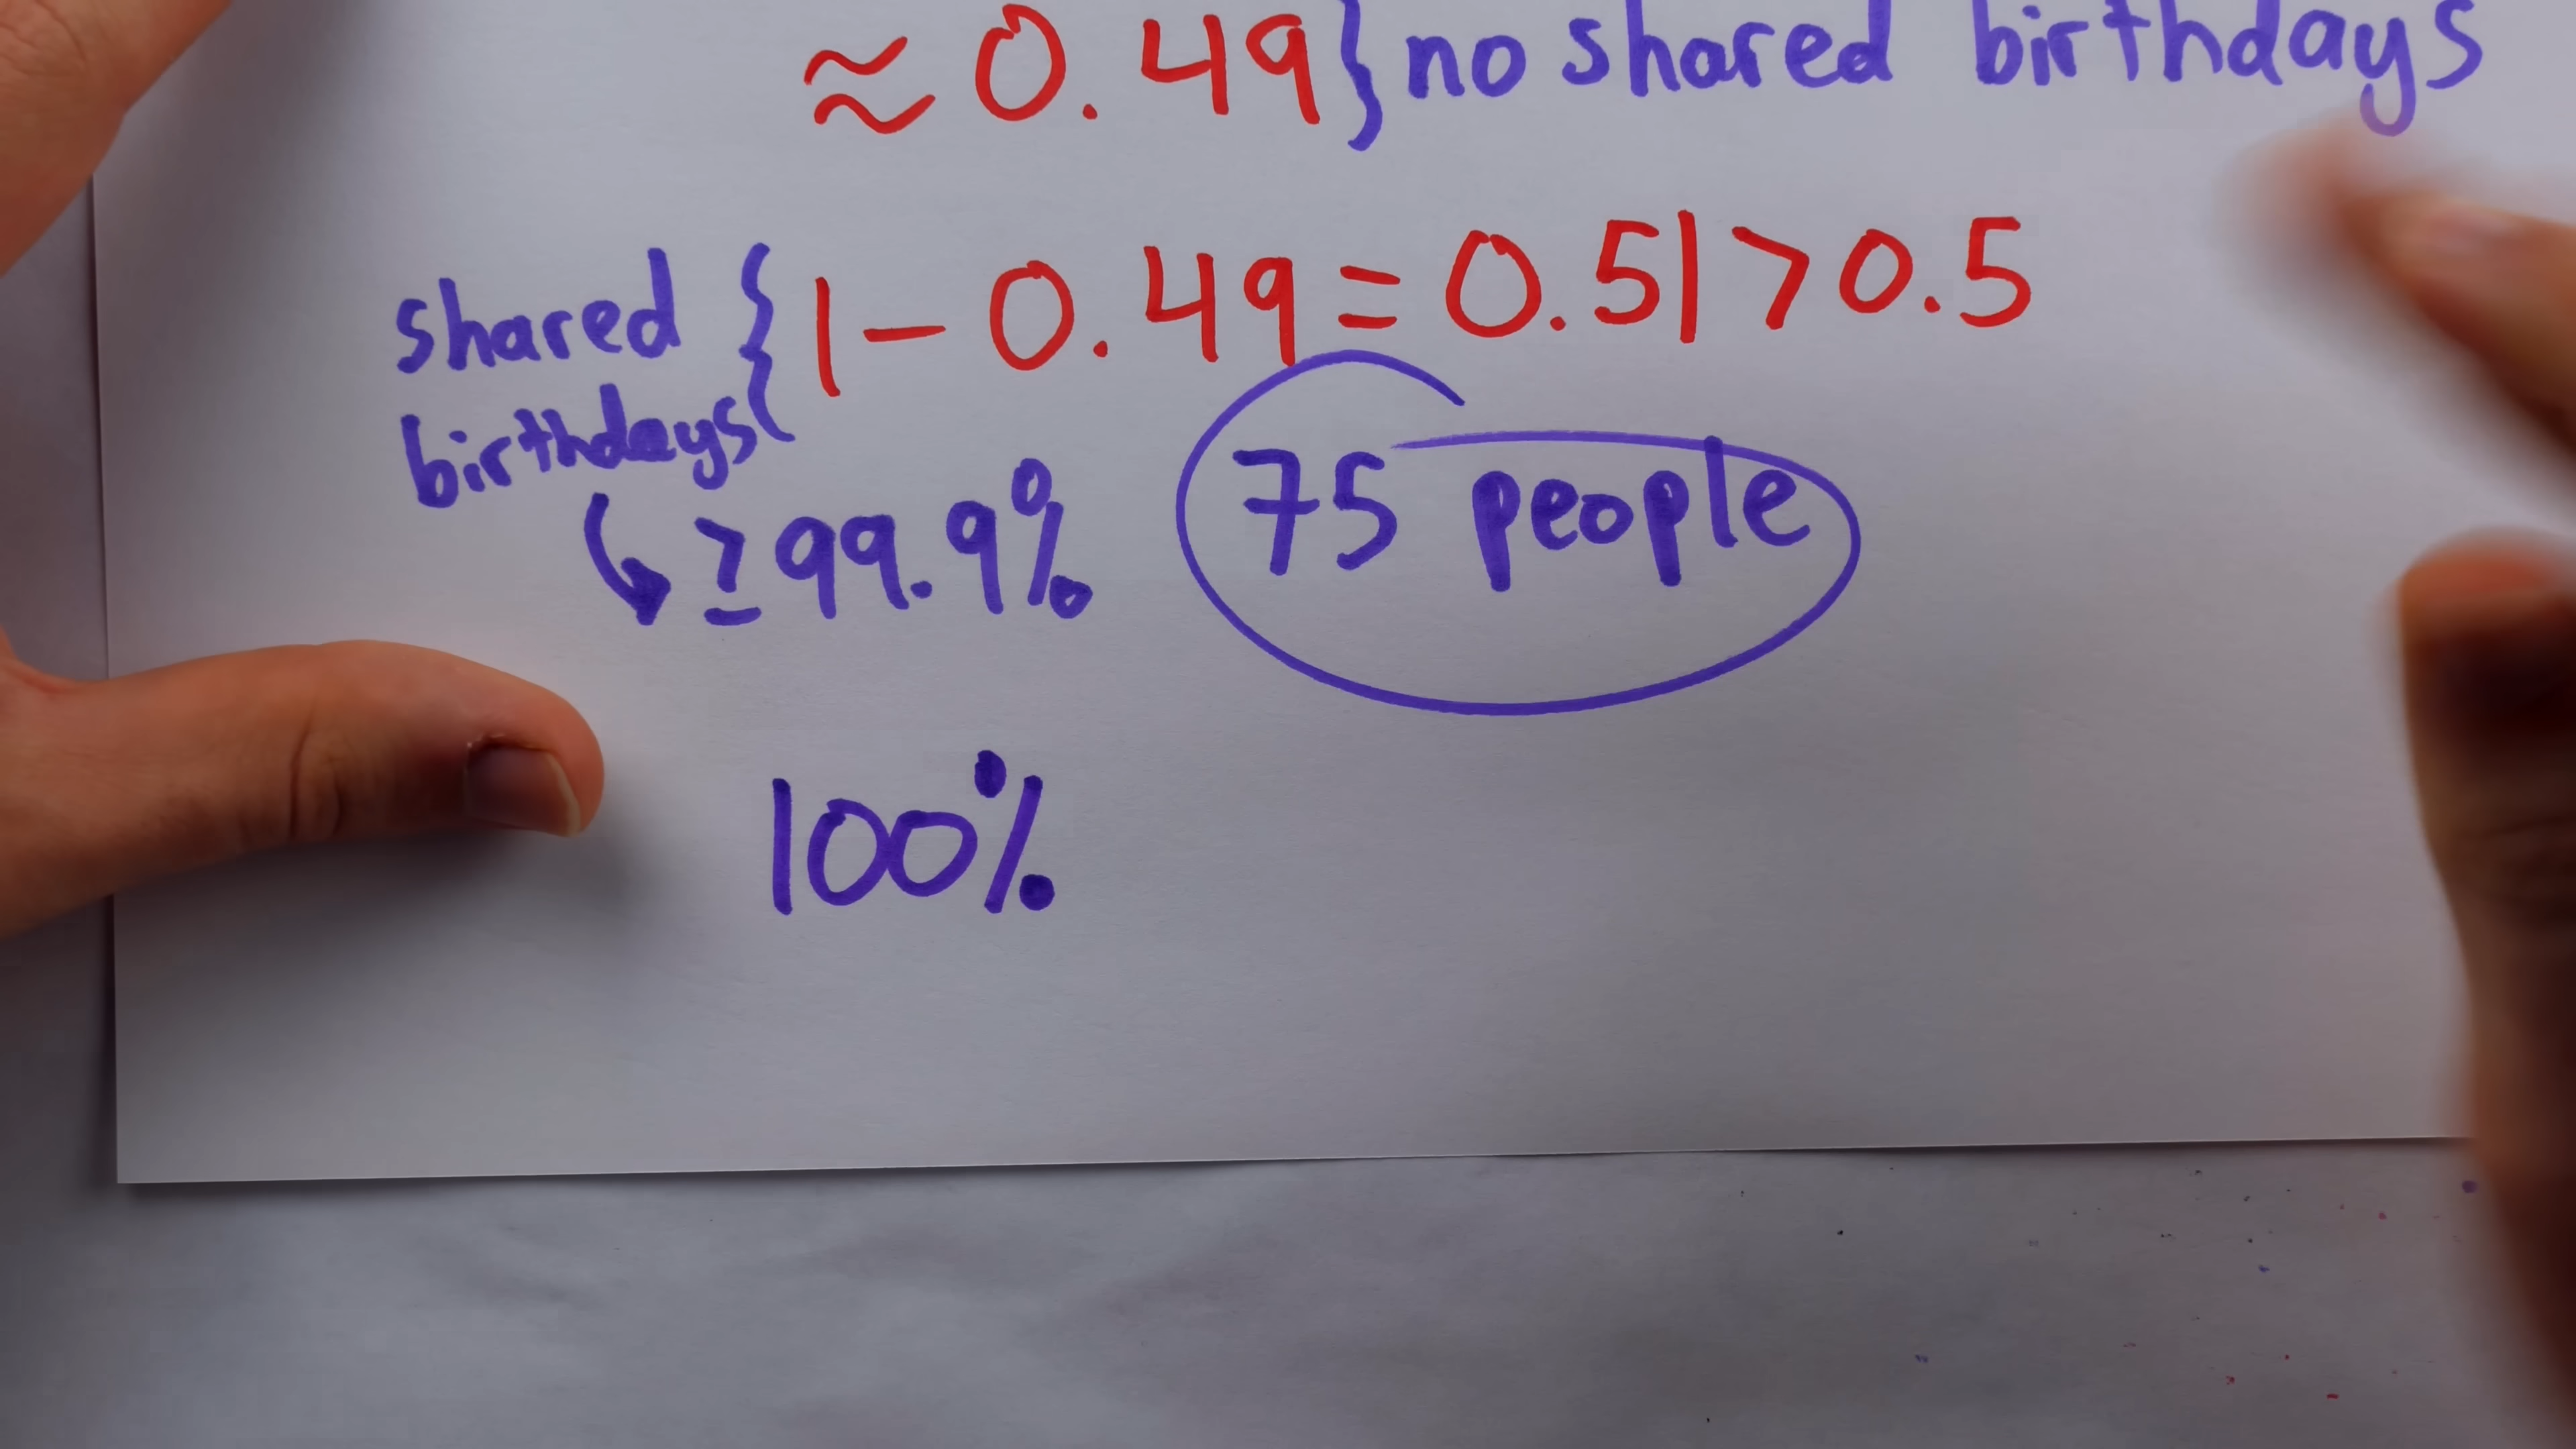 ≈ 0.49} no shared birthdays
shared { 1 - 0.49 = 0.51 > 0.5
birthdays
≥99.9% 75 people
100%